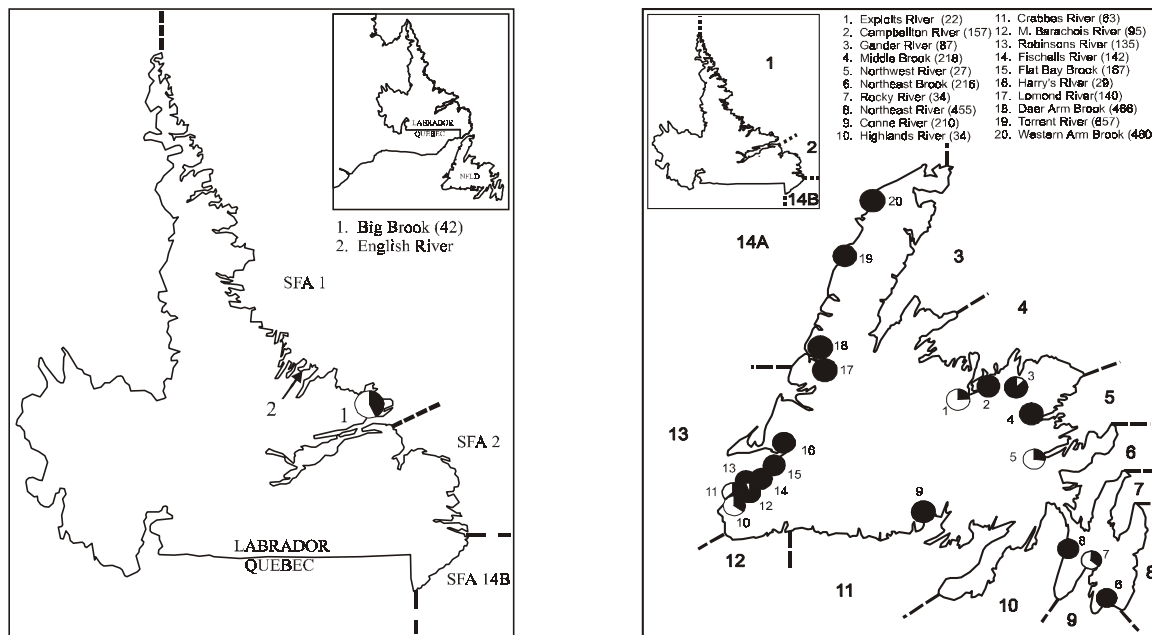 LABRADOR
QUEBEC
NFLD
1. Big Brook (42)
2. English River
SFA 1
2
1
SFA 2
LABRADOR
QUEBEC
SFA 14B
1
2
14B
1. Exploits River (22)
2. Campbellton River (157)
3. Gander River (87)
4. Middle Brook (218)
5. Northwest River (27)
6. Northeast Brook (216)
7. Rocky River (34)
8. Northeast River (455)
9. Conne River (210)
10. Highlands River (34)
11. Crabbes River (63)
12. M. Barachois River (95)
13. Robinsons River (135)
14. Fischells River (142)
15. Flat Bay Brook (167)
16. Harry's River (29)
17. Lomond River(140)
18. Deer Arm Brook (466)
19. Torrent River (657)
20. Western Arm Brook (460
14A
20
3
19
4
18
17
3
2
1
5
4
13
16
5
6
15
13
14
11
12
7
9
10
8
7
12
11
6
8
10
9